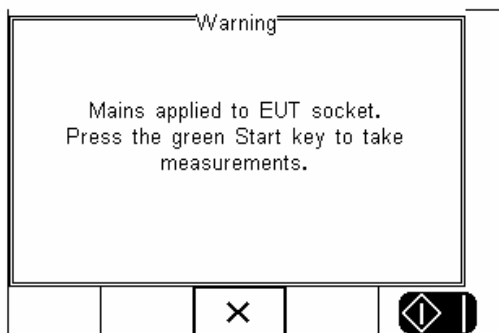 Warning
Mains applied to EUT socket.
Press the green Start key to take
measurements.